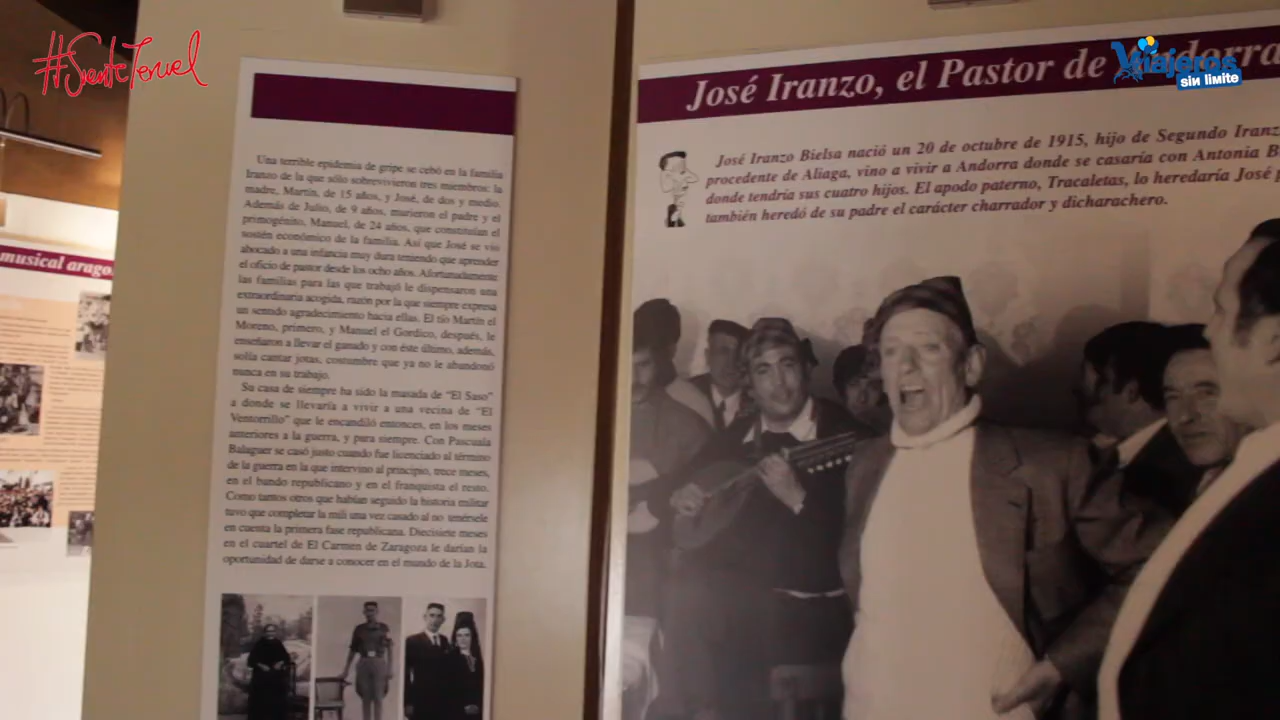 #SienteTeruel
Viajeros
sin limite
musical arago
Una terrible epidemia de gripe se cebó en la familia
Iranzo de la que sólo sobrevivieron tres miembros: la
madre, Martín, de 15 años, y José, de dos y medio.
Además de Julio, de 9 años, murieron el padre y el
primogénito, Manuel, de 24 años, que constituían el
sostén económico de la familia. Así que José se vio
abocado a una infancia muy dura teniendo que aprender
el oficio de pastor desde los ocho años. Afortunadamente
las familias para las que trabajó le dispensaron una
extraordinaria acogida, razón por la que siempre expresa
un sentido agradecimiento hacia ellas. El tío Martín el
Moreno, primero, y Manuel el Gordico, después, le
enseñaron a llevar el ganado y con éste último, además,
solía cantar jotas, costumbre que ya no le abandonó
nunca en su trabajo.
Su casa de siempre ha sido la masada de "El Saso"
a donde se llevaría a vivir a una vecina de "El
Ventorrillo" que le encandiló entonces, en los meses
anteriores a la guerra, y para siempre. Con Pascuala
Balaguer se casó justo cuando fue licenciado al término
de la guerra en la que intervino al principio, trece meses,
en el bando republicano y en el franquista el resto.
Como tantos otros que habían seguido la historia militar
tuvo que completar la mili una vez casado al no tenérsele
en cuenta la primera fase republicana. Diecisiete meses
en el cuartel de El Carmen de Zaragoza le darían la
oportunidad de darse a conocer en el mundo de la Jota.
José Iranzo, el Pastor de Andorra
José Iranzo Bielsa nació un 20 de octubre de 1915, hijo de Segundo Iranz
procedente de Aliaga, vino a vivir a Andorra donde se casaría con Antonia B
donde tendría sus cuatro hijos. El apodo paterno, Tracaletas, lo heredaría José p
también heredó de su padre el carácter charrador y dicharachero.